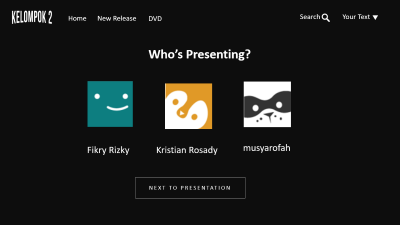 KELOMPOK 2
Home New Release DVD
Search Your Text
Who's Presenting?
Fikry Rizky Kristian Rosady musyarofah
NEXT TO PRESENTATION